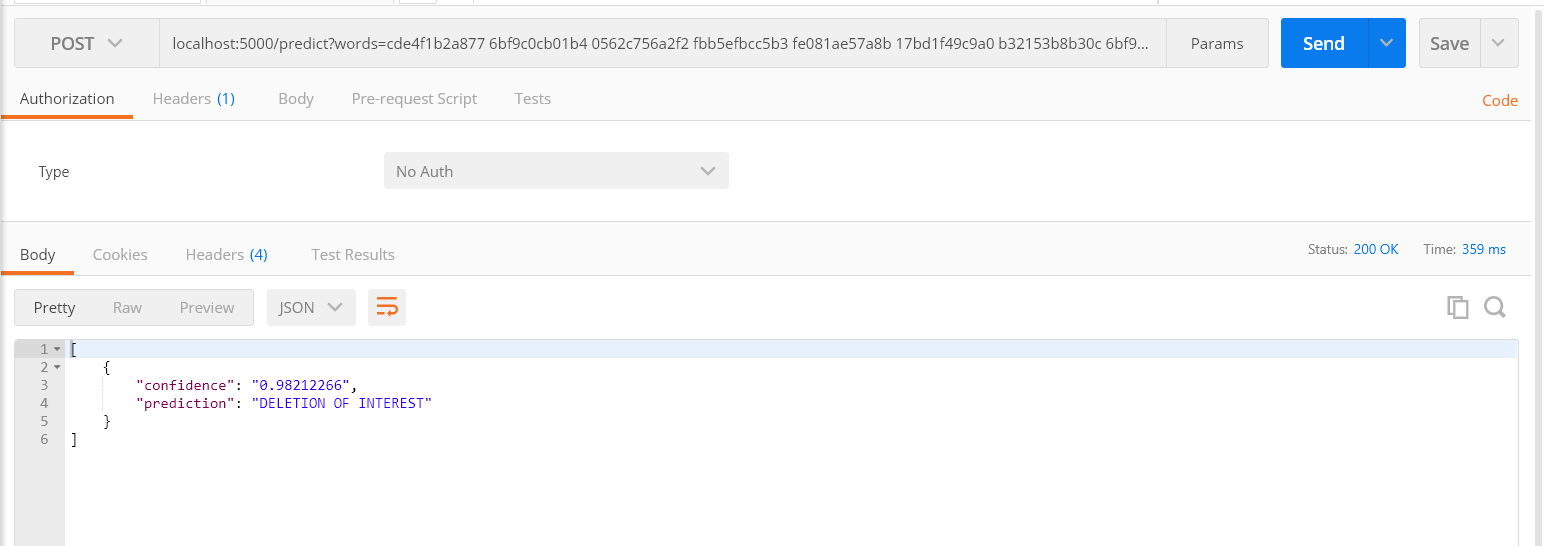 POST localhost:5000/predict?words=cde4f1b2a877 6bf9c0cb01b4 0562c756a2f2 fbb5efbcc5b3 fe081ae57a8b 17bd1f49c9a0 b32153b8b30c 6bf9... Params Send Save
Authorization Headers (1) Body Pre-request Script Tests Code
Type No Auth
Body Cookies Headers (4) Test Results Status: 200 OK Time: 359 ms
Pretty Raw Preview JSON
1 [
2 {
3 "confidence": "0.98212266",
4 "prediction": "DELETION OF INTEREST"
5 }
6 ]